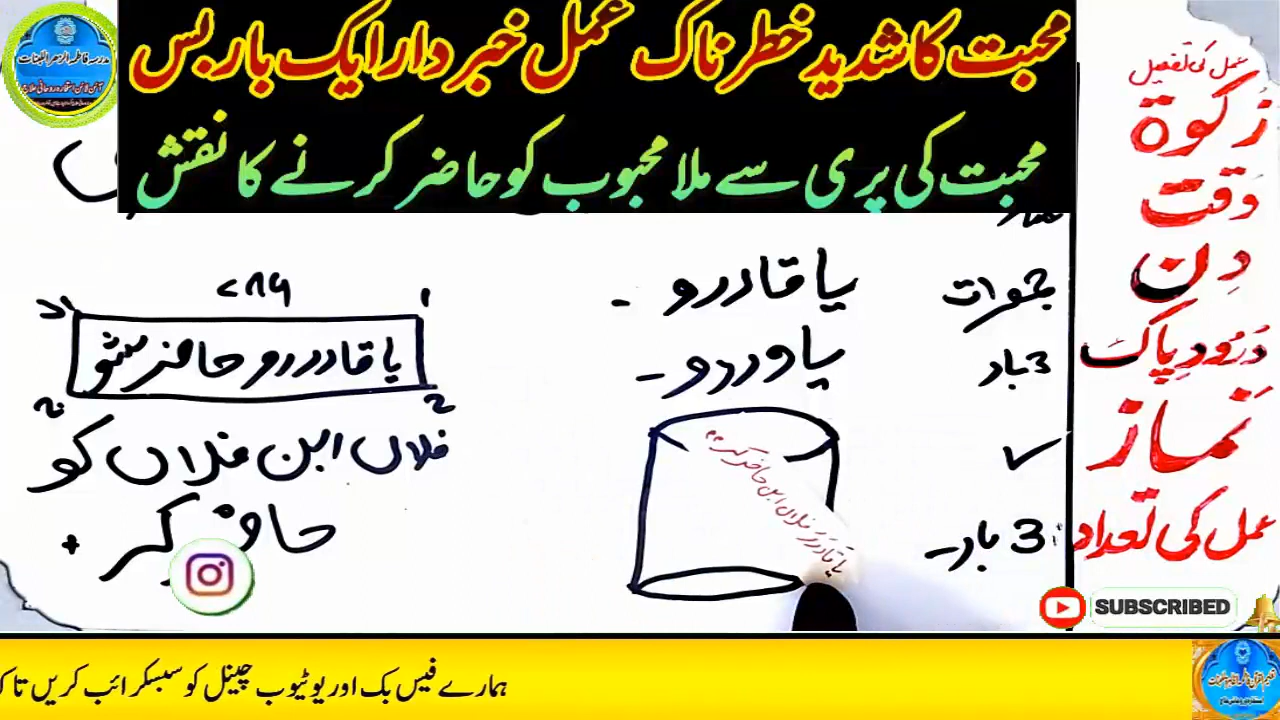 محبت کا شدید خطرناک عمل خبردار ایک بار بس
محبت کی پری سے ملا محبوب کو حاضر کرنے کا نقش
عمل کی تفصیل
زکوۃ
وقت
دن
درود پاک
نماز
عمل کی تعداد
جمعرات
3 بار
✓
3 بار۔
یا قادرو۔
یا وردو۔
۷۸۶
یا قادررو حاضر شو
فلاں ابن فلاں کو
حاضر کر
SUBSCRIBED
ہمارے فیس بک اور یوٹیوب چینل کو سبسکرائب کریں تاک